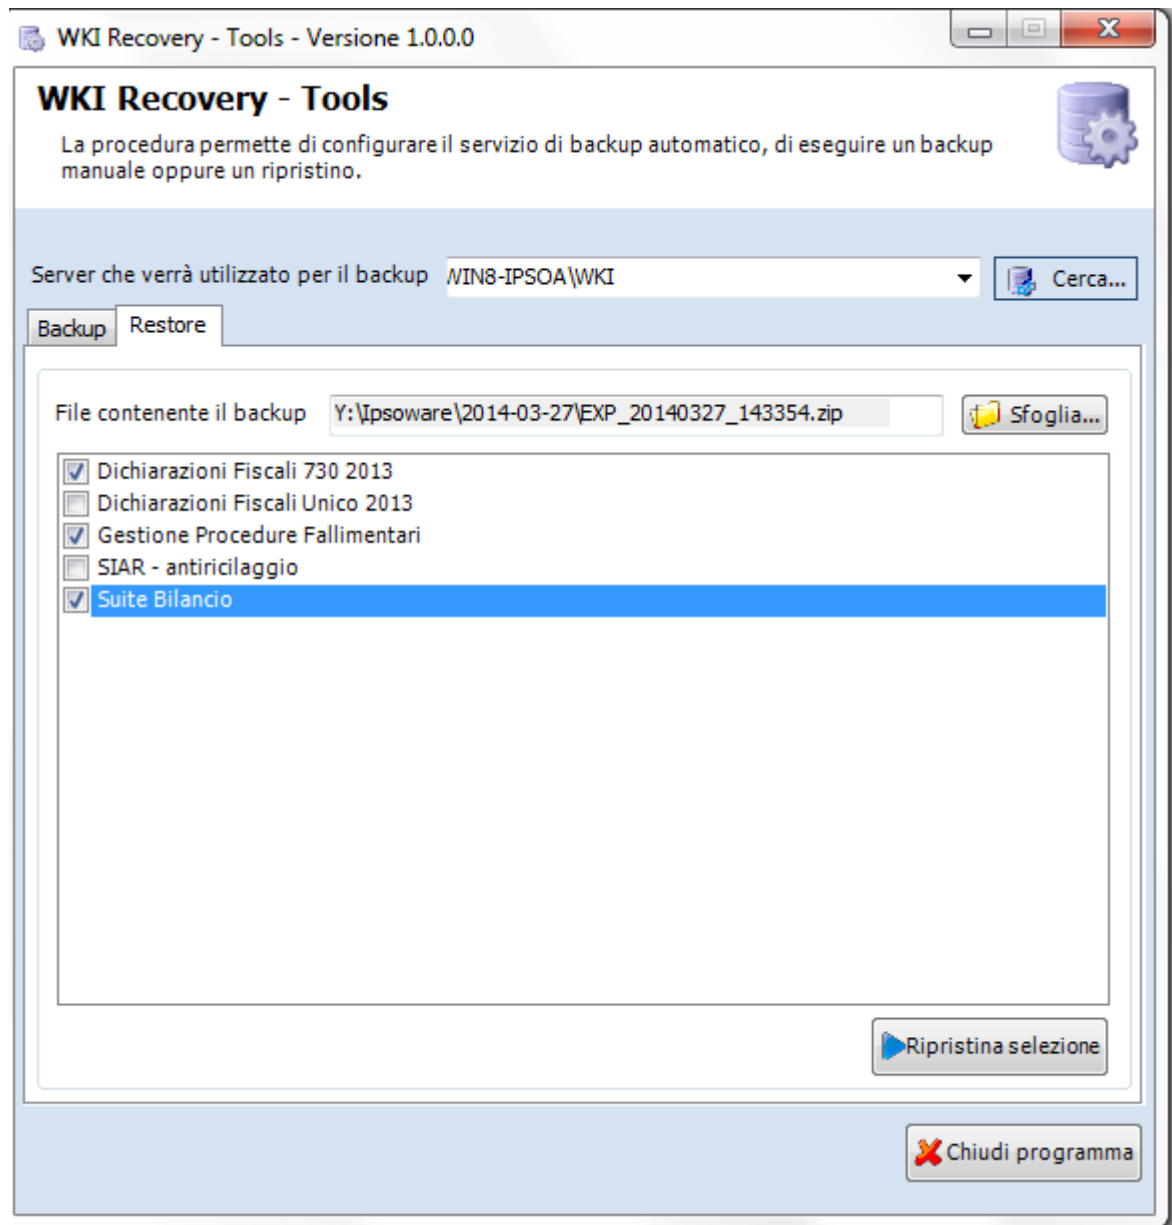 WKI Recovery - Tools - Versione 1.0.0.0
WKI Recovery - Tools
La procedura permette di configurare il servizio di backup automatico, di eseguire un backup
manuale oppure un ripristino.
Server che verrà utilizzato per il backup WIN8-IPSOA\WKI Cerca...
Backup Restore
File contenente il backup Y:\Ipsoware\2014-03-27\EXP_20140327_143354.zip Sfoglia...
Dichiarazioni Fiscali 730 2013
Dichiarazioni Fiscali Unico 2013
Gestione Procedure Fallimentari
SIAR - antiricilaggio
Suite Bilancio
Ripristina selezione
Chiudi programma